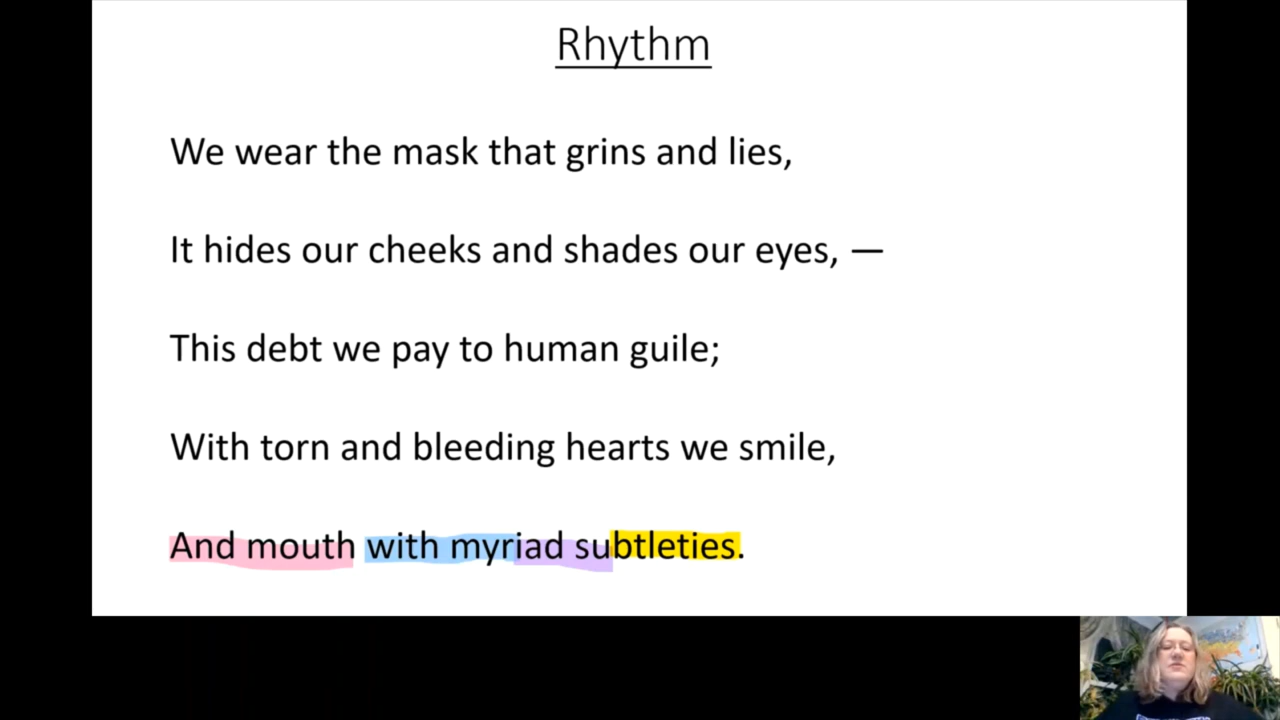 Rhythm
We wear the mask that grins and lies,
It hides our cheeks and shades our eyes, —
This debt we pay to human guile;
With torn and bleeding hearts we smile,
And mouth with myriad subtleties.